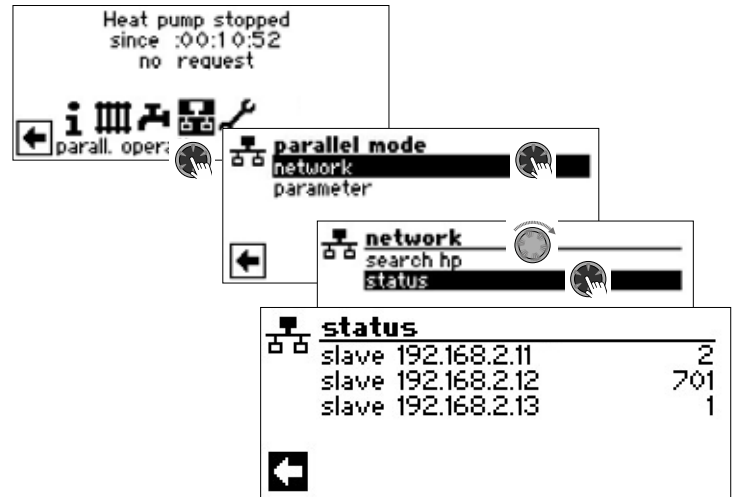 Heat pump stopped
since :00:10:52
no request
parall. opera
parallel mode
network
parameter
network
search hp
status
status
slave 192.168.2.11 2
slave 192.168.2.12 701
slave 192.168.2.13 1